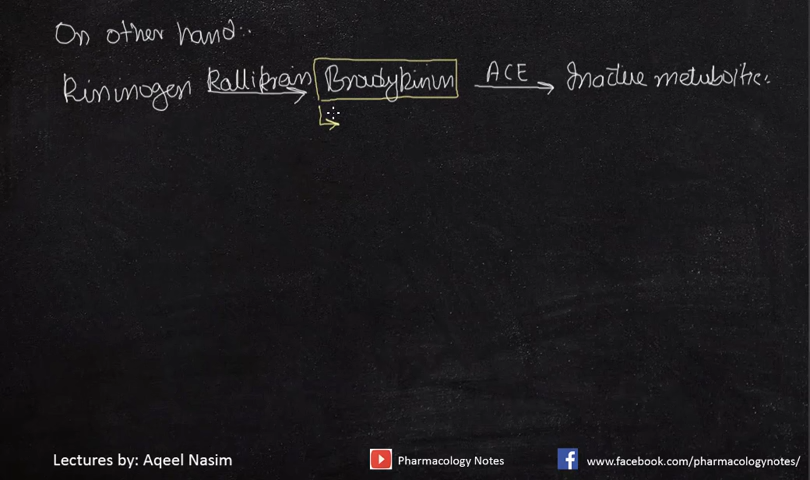 On other hand:
Kininogen Kallikrein Bradykinin ACE Inactive metabolite.
Lectures by: Aqeel Nasim Pharmacology Notes www.facebook.com/pharmacologynotes/